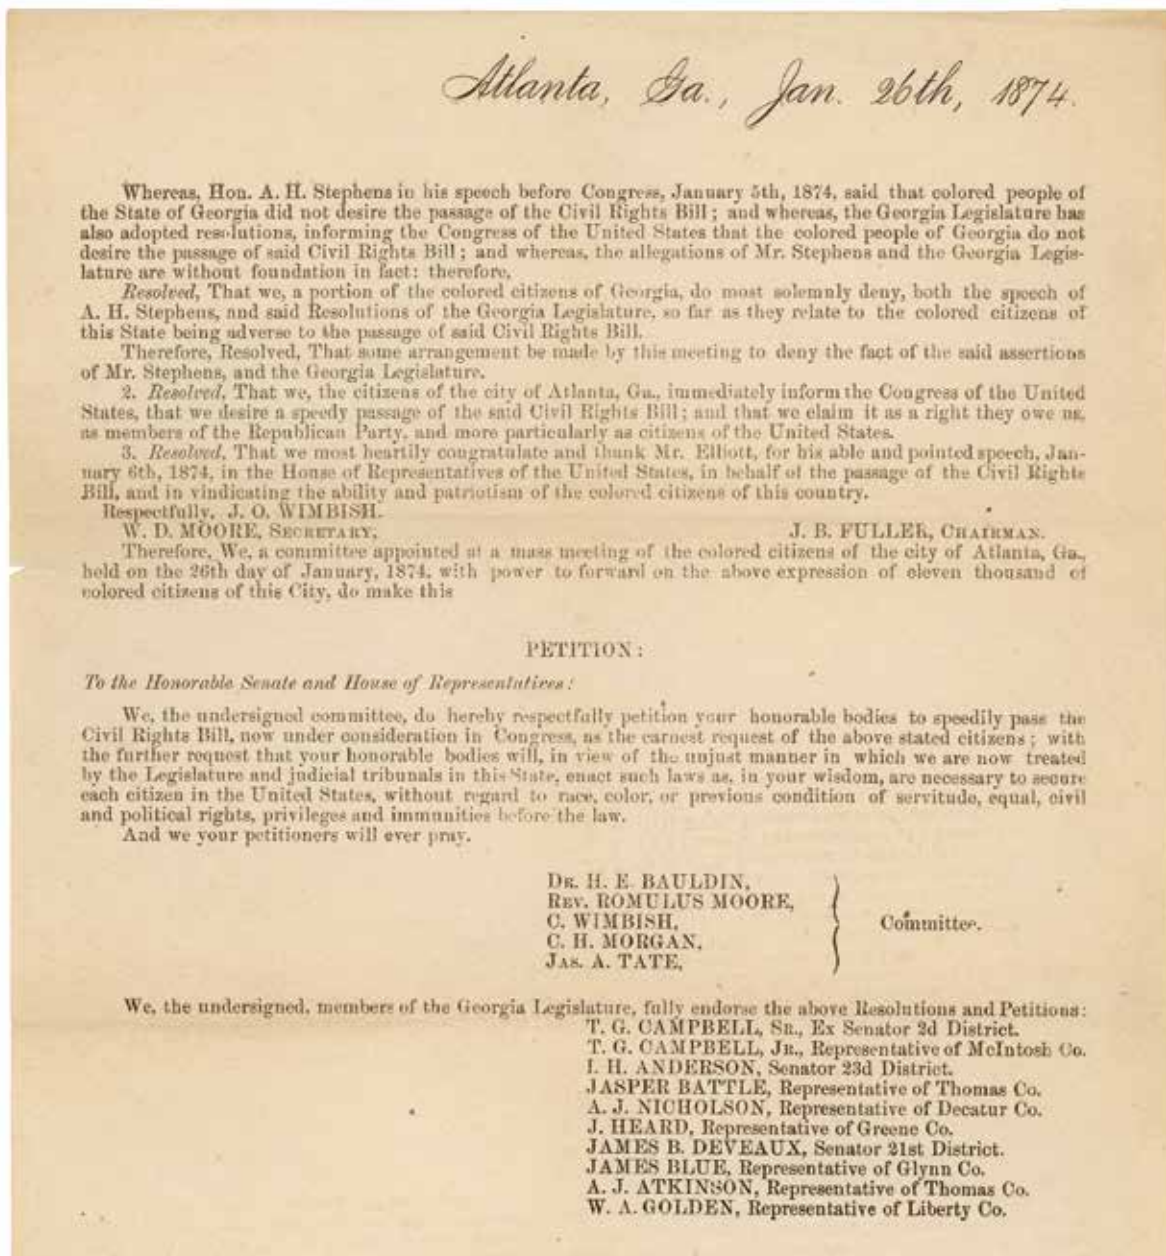 Atlanta, Ga., Jan. 26th, 1874.
Whereas, Hon. A. H. Stephens in his speech before Congress, January 5th, 1874, said that colored people of
the State of Georgia did not desire the passage of the Civil Rights Bill; and whereas, the Georgia Legislature has
also adopted resolutions, informing the Congress of the United States that the colored people of Georgia do not
desire the passage of said Civil Rights Bill; and whereas, the allegations of Mr. Stephens and the Georgia Legis-
lature are without foundation in fact: therefore,
Resolved, That we, a portion of the colored citizens of Georgia, do most solemnly deny, both the speech of
A. H. Stephens, and said Resolutions of the Georgia Legislature, so far as they relate to the colored citizens of
this State being adverse to the passage of said Civil Rights Bill.
Therefore, Resolved, That some arrangement be made by this meeting to deny the fact of the said assertions
of Mr. Stephens, and the Georgia Legislature.
2. Resolved, That we, the citizens of the city of Atlanta, Ga., immediately inform the Congress of the United
States, that we desire a speedy passage of the said Civil Rights Bill; and that we claim it as a right they owe us,
as members of the Republican Party, and more particularly as citizens of the United States.
3. Resolved, That we most heartily congratulate and thank Mr. Elliott, for his able and pointed speech, Jan-
uary 6th, 1874, in the House of Representatives of the United States, in behalf of the passage of the Civil Rights
Bill, and in vindicating the ability and patriotism of the colored citizens of this country.
Respectfully, J. O. WIMBISH.
W. D. MOORE, SECRETARY, J. B. FULLER, CHAIRMAN.
Therefore, We, a committee appointed at a mass meeting of the colored citizens of the city of Atlanta, Ga.,
held on the 26th day of January, 1874, with power to forward on the above expression of eleven thousand of
colored citizens of this City, do make this
PETITION:
To the Honorable Senate and House of Representatives:
We, the undersigned committee, do hereby respectfully petition your honorable bodies to speedily pass the
Civil Rights Bill, now under consideration in Congress, as the earnest request of the above stated citizens; with
the further request that your honorable bodies will, in view of the unjust manner in which we are now treated
by the Legislature and judicial tribunals in this State, enact such laws as, in your wisdom, are necessary to secure
each citizen in the United States, without regard to race, color, or previous condition of servitude, equal, civil
and political rights, privileges and immunities before the law.
And we your petitioners will ever pray.
DR. H. E. BAULDIN,
REV. ROMULUS MOORE,
C. WIMBISH,
C. H. MORGAN,
JAS. A. TATE,
Committee.
We, the undersigned, members of the Georgia Legislature, fully endorse the above Resolutions and Petitions:
T. G. CAMPBELL, SR., Ex Senator 2d District.
T. G. CAMPBELL, JR., Representative of McIntosh Co.
I. H. ANDERSON, Senator 23d District.
JASPER BATTLE, Representative of Thomas Co.
A. J. NICHOLSON, Representative of Decatur Co.
J. HEARD, Representative of Greene Co.
JAMES B. DEVEAUX, Senator 21st District.
JAMES BLUE, Representative of Glynn Co.
A. J. ATKINSON, Representative of Thomas Co.
W. A. GOLDEN, Representative of Liberty Co.